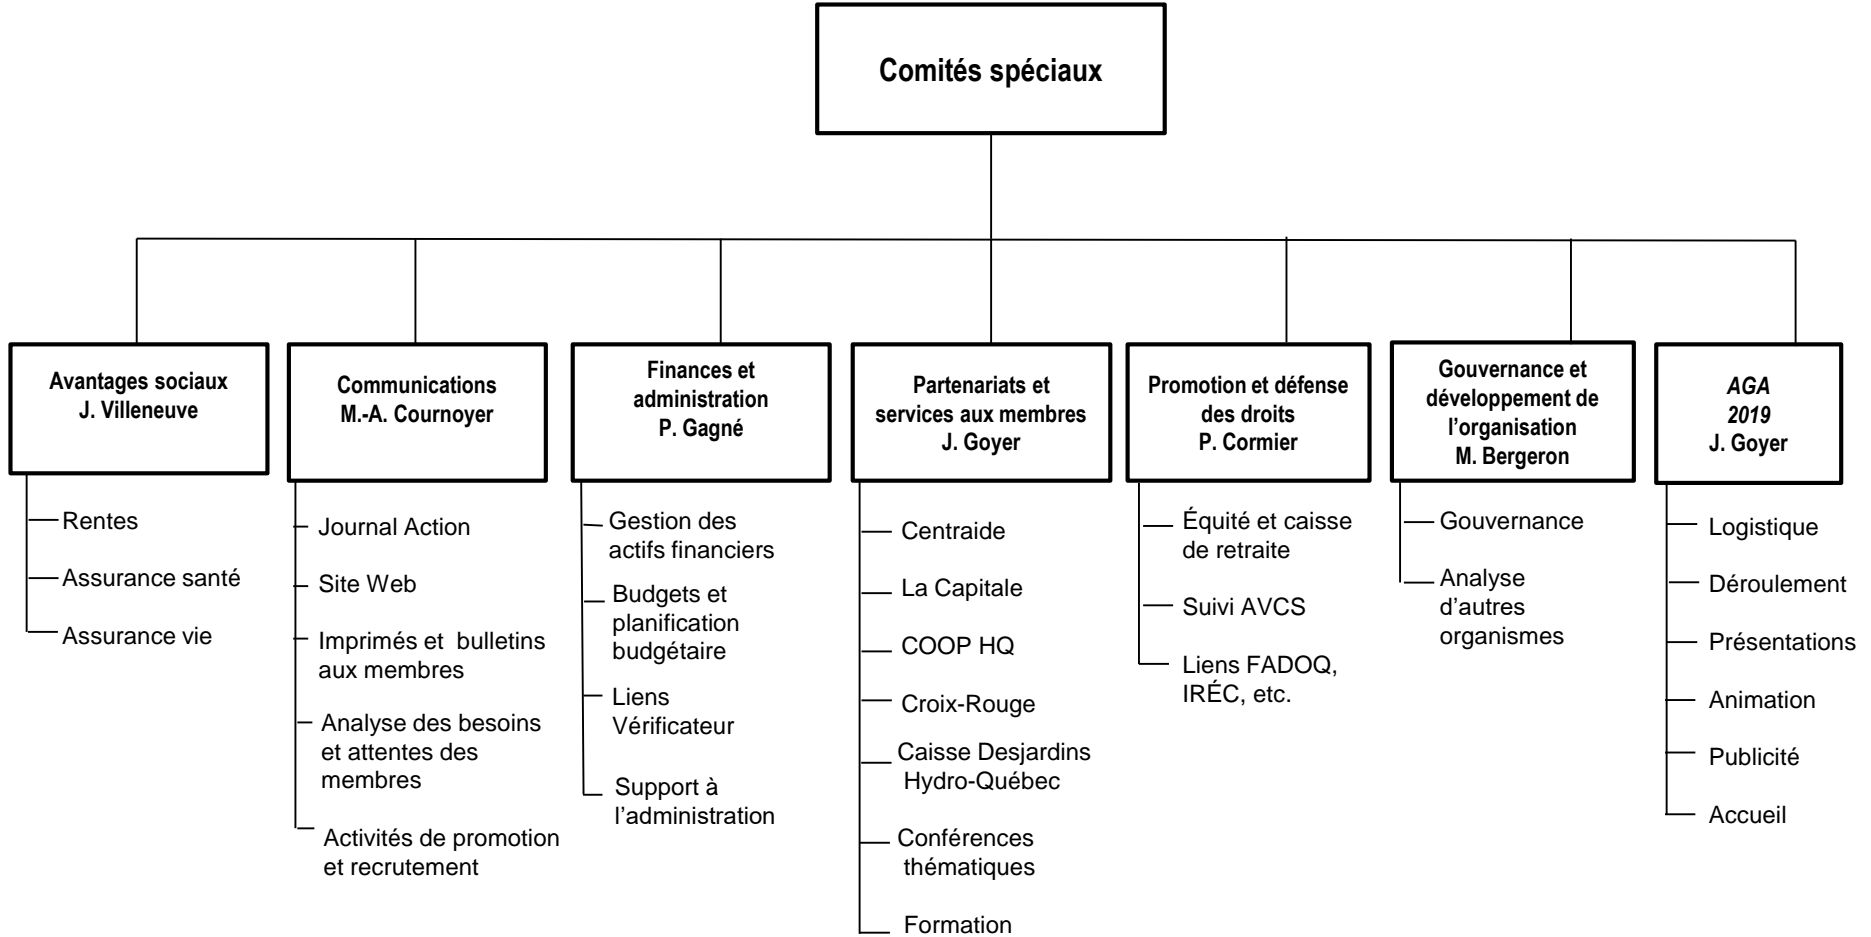 Comités spéciaux
Avantages sociaux
J. Villeneuve
Rentes
Assurance santé
Assurance vie
Communications
M.-A. Cournoyer
Journal Action
Site Web
Imprimés et  bulletins
aux membres
Analyse des besoins
et attentes des
membres
Activités de promotion
et recrutement
Finances et
administration
P. Gagné
Gestion des
actifs financiers
Budgets et
planification
budgétaire
Liens
Vérificateur
Support à
l’administration
Partenariats et
services aux membres
J. Goyer
Centraide
La Capitale
COOP HQ
Croix-Rouge
Caisse Desjardins
Hydro-Québec
Conférences
thématiques
Formation
Promotion et défense
des droits
P. Cormier
Équité et caisse
de retraite
Suivi AVCS
Liens FADOQ,
IRÉC, etc.
Gouvernance et
développement de
l’organisation
M. Bergeron
Gouvernance
Analyse
d’autres
organismes
AGA
2019
J. Goyer
Logistique
Déroulement
Présentations
Animation
Publicité
Accueil